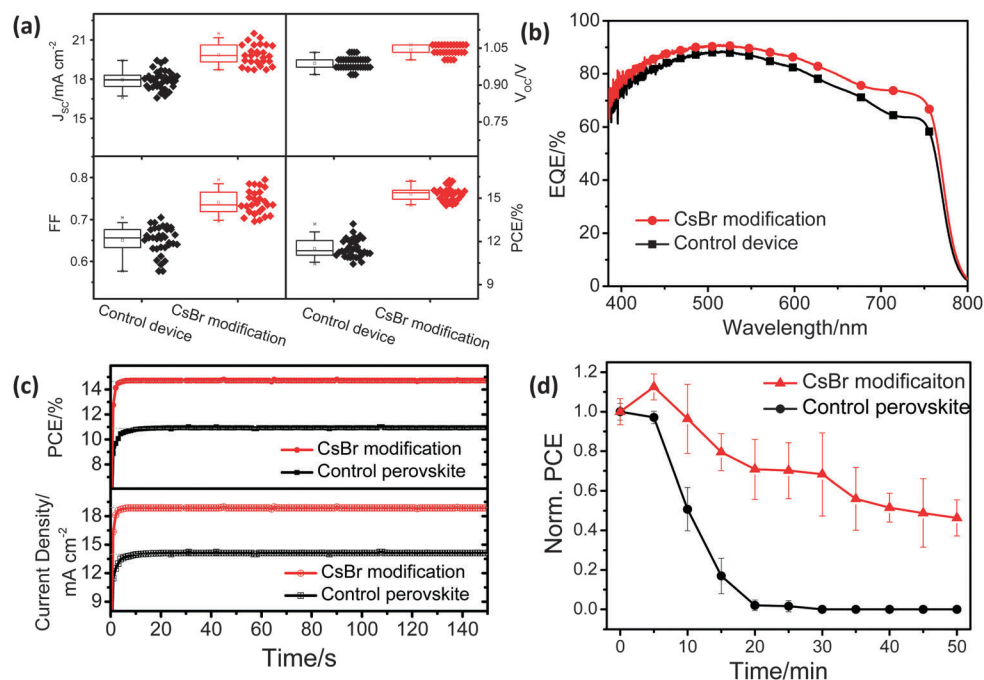 (a)
21
18
15
12
J_SC/mA cm⁻²
1.05
0.90
0.75
V_OC/V
0.8
0.7
0.6
FF
15
12
9
PCE/%
Control device
CsBr modification
Control device
CsBr modification
(b)
100
80
60
40
20
0
EQE/%
CsBr modification
Control device
400
500
600
700
800
Wavelength/nm
(c)
14
12
10
8
6
PCE/%
CsBr modification
Control perovskite
18
15
12
9
Current Density/
mA cm⁻²
CsBr modification
Control perovskite
0
20
40
60
80
100
120
140
Time/s
(d)
1.2
1.0
0.8
0.6
0.4
0.2
0.0
Norm. PCE
CsBr modificaiton
Control perovskite
0
10
20
30
40
50
Time/min